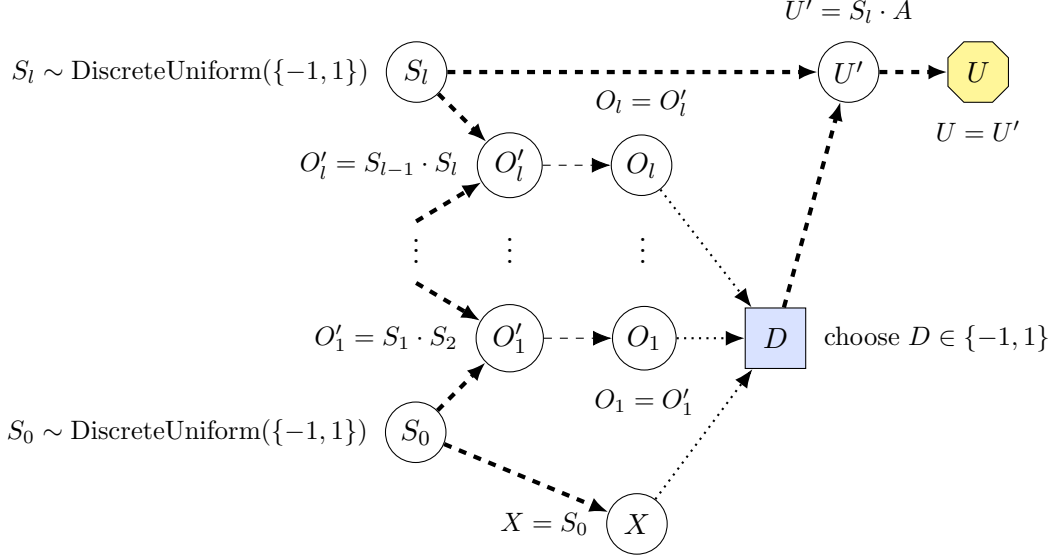 U′ = S_l · A
S_l ∼ DiscreteUniform({−1, 1})
S_l
U′
U
O_l = O′_l
U = U′
O′_l = S_{l−1} · S_l
O′_l
O_l
⋮ ⋮ ⋮
O′_1 = S_1 · S_2
O′_1
O_1
D
choose D ∈ {−1, 1}
O_1 = O′_1
S_0 ∼ DiscreteUniform({−1, 1})
S_0
X = S_0
X